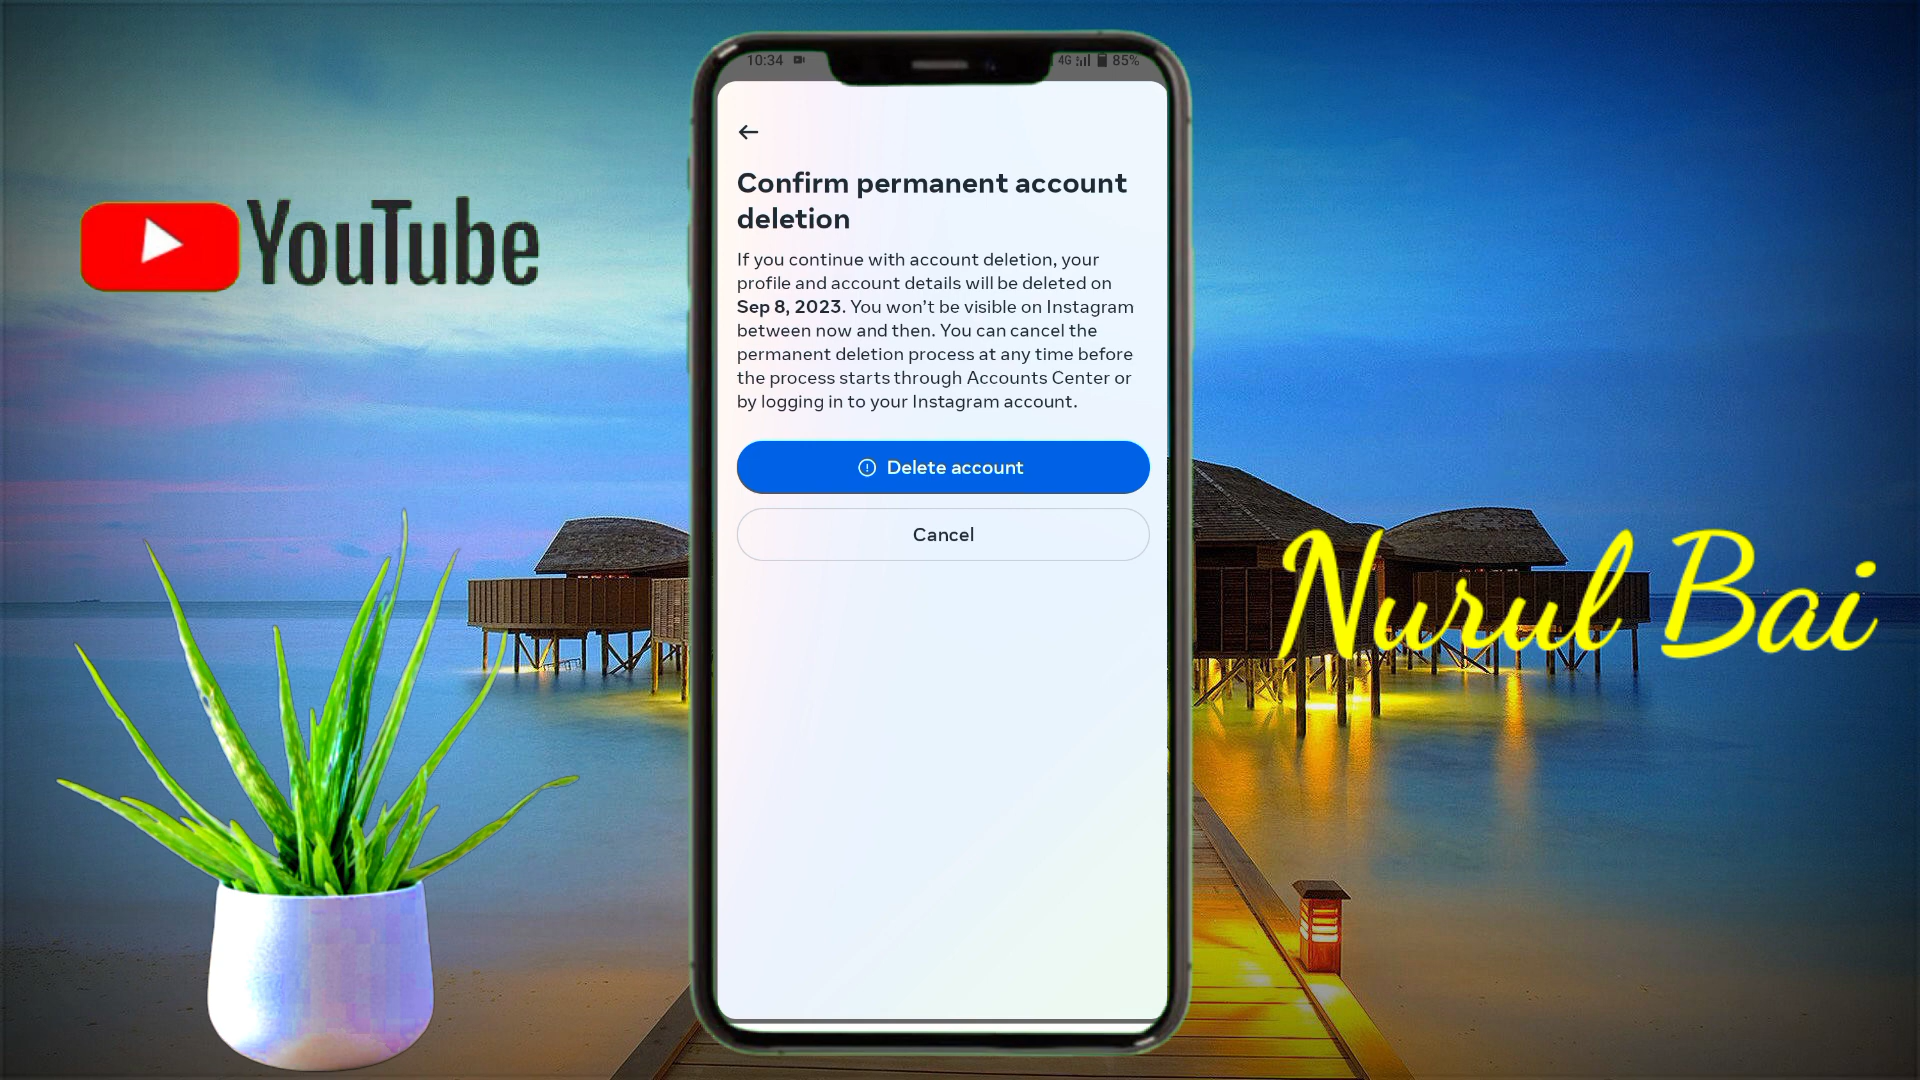 YouTube
10:34
4G 85%
Confirm permanent account
deletion
If you continue with account deletion, your
profile and account details will be deleted on
Sep 8, 2023. You won’t be visible on Instagram
between now and then. You can cancel the
permanent deletion process at any time before
the process starts through Accounts Center or
by logging in to your Instagram account.
Delete account
Cancel
Nurul Bai